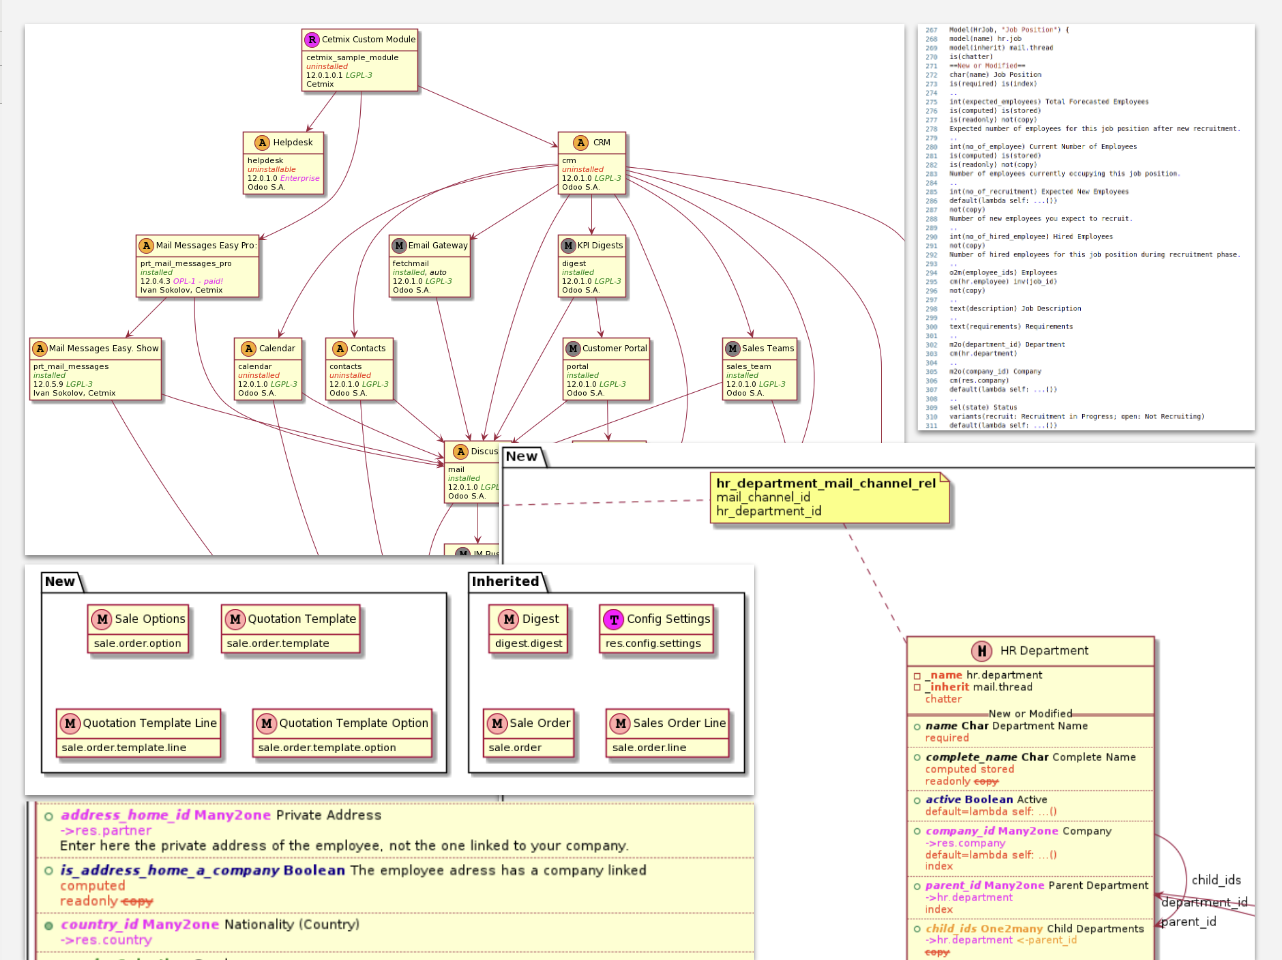 R Cetmix Custom Module
cetmix_sample_module
uninstalled
12.0.1.0.1 LGPL-3
Cetmix
A Helpdesk
helpdesk
uninstallable
12.0.1.0 Enterprise
Odoo S.A.
A CRM
crm
uninstalled
12.0.1.0 LGPL-3
Odoo S.A.
A Mail Messages Easy Pro:
prt_mail_messages_pro
installed
12.0.4.3 OPL-1 - paid!
Ivan Sokolov, Cetmix
M Email Gateway
fetchmail
installed, auto
12.0.1.0 LGPL-3
Odoo S.A.
M KPI Digests
digest
installed
12.0.1.0 LGPL-3
Odoo S.A.
A Mail Messages Easy. Show
prt_mail_messages
installed
12.0.5.9 LGPL-3
Ivan Sokolov, Cetmix
A Calendar
calendar
uninstalled
12.0.1.0 LGPL-3
Odoo S.A.
A Contacts
contacts
uninstalled
12.0.1.0 LGPL-3
Odoo S.A.
M Customer Portal
portal
installed
12.0.1.0 LGPL-3
Odoo S.A.
M Sales Teams
sales_team
installed
12.0.1.0 LGPL-3
Odoo S.A.
A Discus
mail
installed
12.0.1.0 LGPL
Odoo S.A.
M IM Bus
267 Model(HrJob, "Job Position") {
268 model(name) hr.job
269 model(inherit) mail.thread
270 is(chatter)
271 ==New or Modified==
272 char(name) Job Position
273 is(required) is(index)
274 ..
275 int(expected_employees) Total Forecasted Employees
276 is(computed) is(stored)
277 is(readonly) not(copy)
278 Expected number of employees for this job position after new recruitment.
279 ..
280 int(no_of_employee) Current Number of Employees
281 is(computed) is(stored)
282 is(readonly) not(copy)
283 Number of employees currently occupying this job position.
284 ..
285 int(no_of_recruitment) Expected New Employees
286 default(lambda self: ...())
287 not(copy)
288 Number of new employees you expect to recruit.
289 ..
290 int(no_of_hired_employee) Hired Employees
291 not(copy)
292 Number of hired employees for this job position during recruitment phase.
293 ..
294 o2m(employee_ids) Employees
295 cm(hr.employee) inv(job_id)
296 not(copy)
297 ..
298 text(description) Job Description
299 ..
300 text(requirements) Requirements
301 ..
302 m2o(department_id) Department
303 cm(hr.department)
304 ..
305 m2o(company_id) Company
306 cm(res.company)
307 default(lambda self: ...())
308 ..
309 sel(state) Status
310 variants(recruit: Recruitment in Progress; open: Not Recruiting)
311 default(lambda self: ...())
New
hr_department_mail_channel_rel
mail_channel_id
hr_department_id
H HR Department
_name hr.department
_inherit mail.thread
chatter
New or Modified
name Char Department Name
required
complete_name Char Complete Name
computed stored
readonly copy
active Boolean Active
default=lambda self: ...()
company_id Many2one Company
->res.company
default=lambda self: ...()
index
parent_id Many2one Parent Department
->hr.department
index
child_ids One2many Child Departments
->hr.department <-parent_id
copy
child_ids
department_id
parent_id
New
M Sale Options
sale.order.option
M Quotation Template
sale.order.template
M Quotation Template Line
sale.order.template.line
M Quotation Template Option
sale.order.template.option
Inherited
M Digest
digest.digest
T Config Settings
res.config.settings
M Sale Order
sale.order
M Sales Order Line
sale.order.line
address_home_id Many2one Private Address
->res.partner
Enter here the private address of the employee, not the one linked to your company.
is_address_home_a_company Boolean The employee adress has a company linked
computed
readonly copy
country_id Many2one Nationality (Country)
->res.country